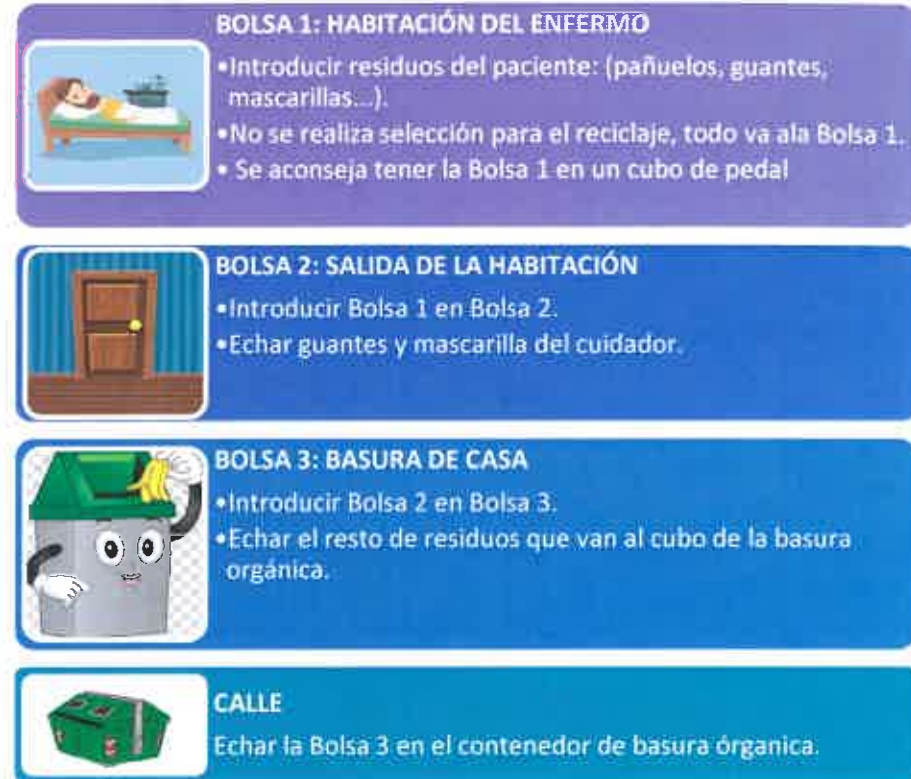 BOLSA 1: HABITACIÓN DEL ENFERMO
•Introducir residuos del paciente: (pañuelos, guantes,
mascarillas...).
•No se realiza selección para el reciclaje, todo va ala Bolsa 1.
• Se aconseja tener la Bolsa 1 en un cubo de pedal
BOLSA 2: SALIDA DE LA HABITACIÓN
•Introducir Bolsa 1 en Bolsa 2.
•Echar guantes y mascarilla del cuidador.
BOLSA 3: BASURA DE CASA
•Introducir Bolsa 2 en Bolsa 3.
•Echar el resto de residuos que van al cubo de la basura
orgánica.
CALLE
Echar la Bolsa 3 en el contenedor de basura órganica.